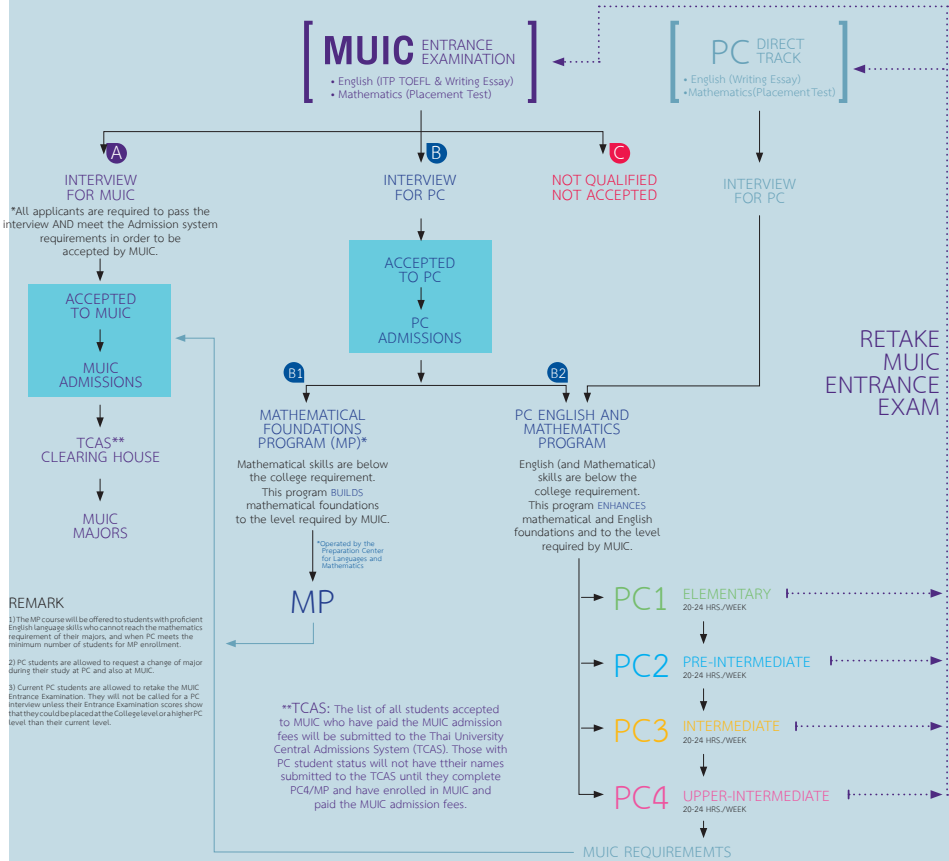 MUIC ENTRANCE EXAMINATION
• English (ITP TOEFL & Writing Essay)
• Mathematics (Placement Test)
PC DIRECT TRACK
• English (Writing Essay)
•Mathematics(Placement Test)
A
INTERVIEW
FOR MUIC
*All applicants are required to pass the
interview AND meet the Admission system
requirements in order to be
accepted by MUIC.
ACCEPTED
TO MUIC
MUIC
ADMISSIONS
TCAS**
CLEARING HOUSE
MUIC
MAJORS
B
INTERVIEW
FOR PC
ACCEPTED
TO PC
PC
ADMISSIONS
C
NOT QUALIFIED
NOT ACCEPTED
INTERVIEW
FOR PC
RETAKE
MUIC
ENTRANCE
EXAM
B1
MATHEMATICAL
FOUNDATIONS
PROGRAM (MP)*
Mathematical skills are below
the college requirement.
This program BUILDS
mathematical foundations
to the level required by MUIC.
*Operated by the
Preparation Center
for Languages and
Mathematics
MP
B2
PC ENGLISH AND
MATHEMATICS
PROGRAM
English (and Mathematical)
skills are below the
college requirement.
This program ENHANCES
mathematical and English
foundations and to the level
required by MUIC.
PC1 ELEMENTARY
20-24 HRS./WEEK
PC2 PRE-INTERMEDIATE
20-24 HRS./WEEK
PC3 INTERMEDIATE
20-24 HRS./WEEK
PC4 UPPER-INTERMEDIATE
20-24 HRS./WEEK
MUIC REQUIREMTS
REMARK
1) The MP course will be offered to students with proficient
English language skills who cannot reach the mathematics
requirement of their majors, and when PC meets the
minimum number of students for MP enrollment.
2) PC students are allowed to request a change of major
during their study at PC and also at MUIC.
3) Current PC students are allowed to retake the MUIC
Entrance Examination. They will not be called for a PC
interview unless their Entrance Examination scores show
that they could be placed at the College level or a higher PC
level than their current level.
**TCAS: The list of all students accepted
to MUIC who have paid the MUIC admission
fees will be submitted to the Thai University
Central Admissions System (TCAS). Those with
PC student status will not have ttheir names
submitted to the TCAS until they complete
PC4/MP and have enrolled in MUIC and
paid the MUIC admission fees.